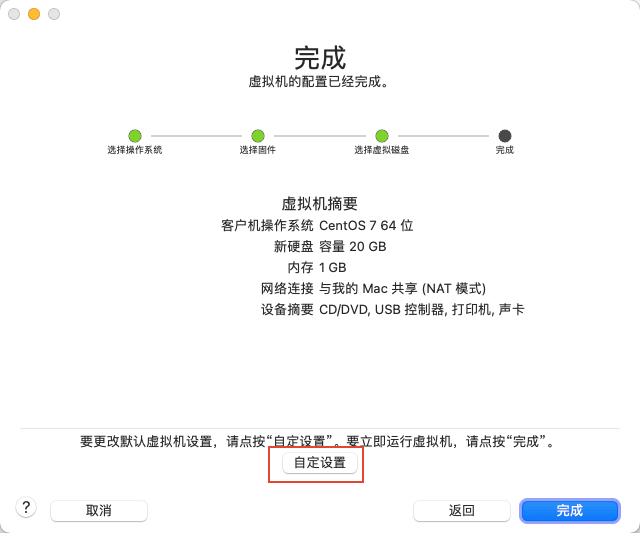 完成
虚拟机的配置已经完成。
选择操作系统 选择固件 选择虚拟磁盘 完成
虚拟机摘要
客户机操作系统 CentOS 7 64 位
新硬盘 容量 20 GB
内存 1 GB
网络连接 与我的 Mac 共享 (NAT 模式)
设备摘要 CD/DVD, USB 控制器, 打印机, 声卡
要更改默认虚拟机设置，请点按“自定设置”。要立即运行虚拟机，请点按“完成”。
自定设置
? 取消 返回 完成